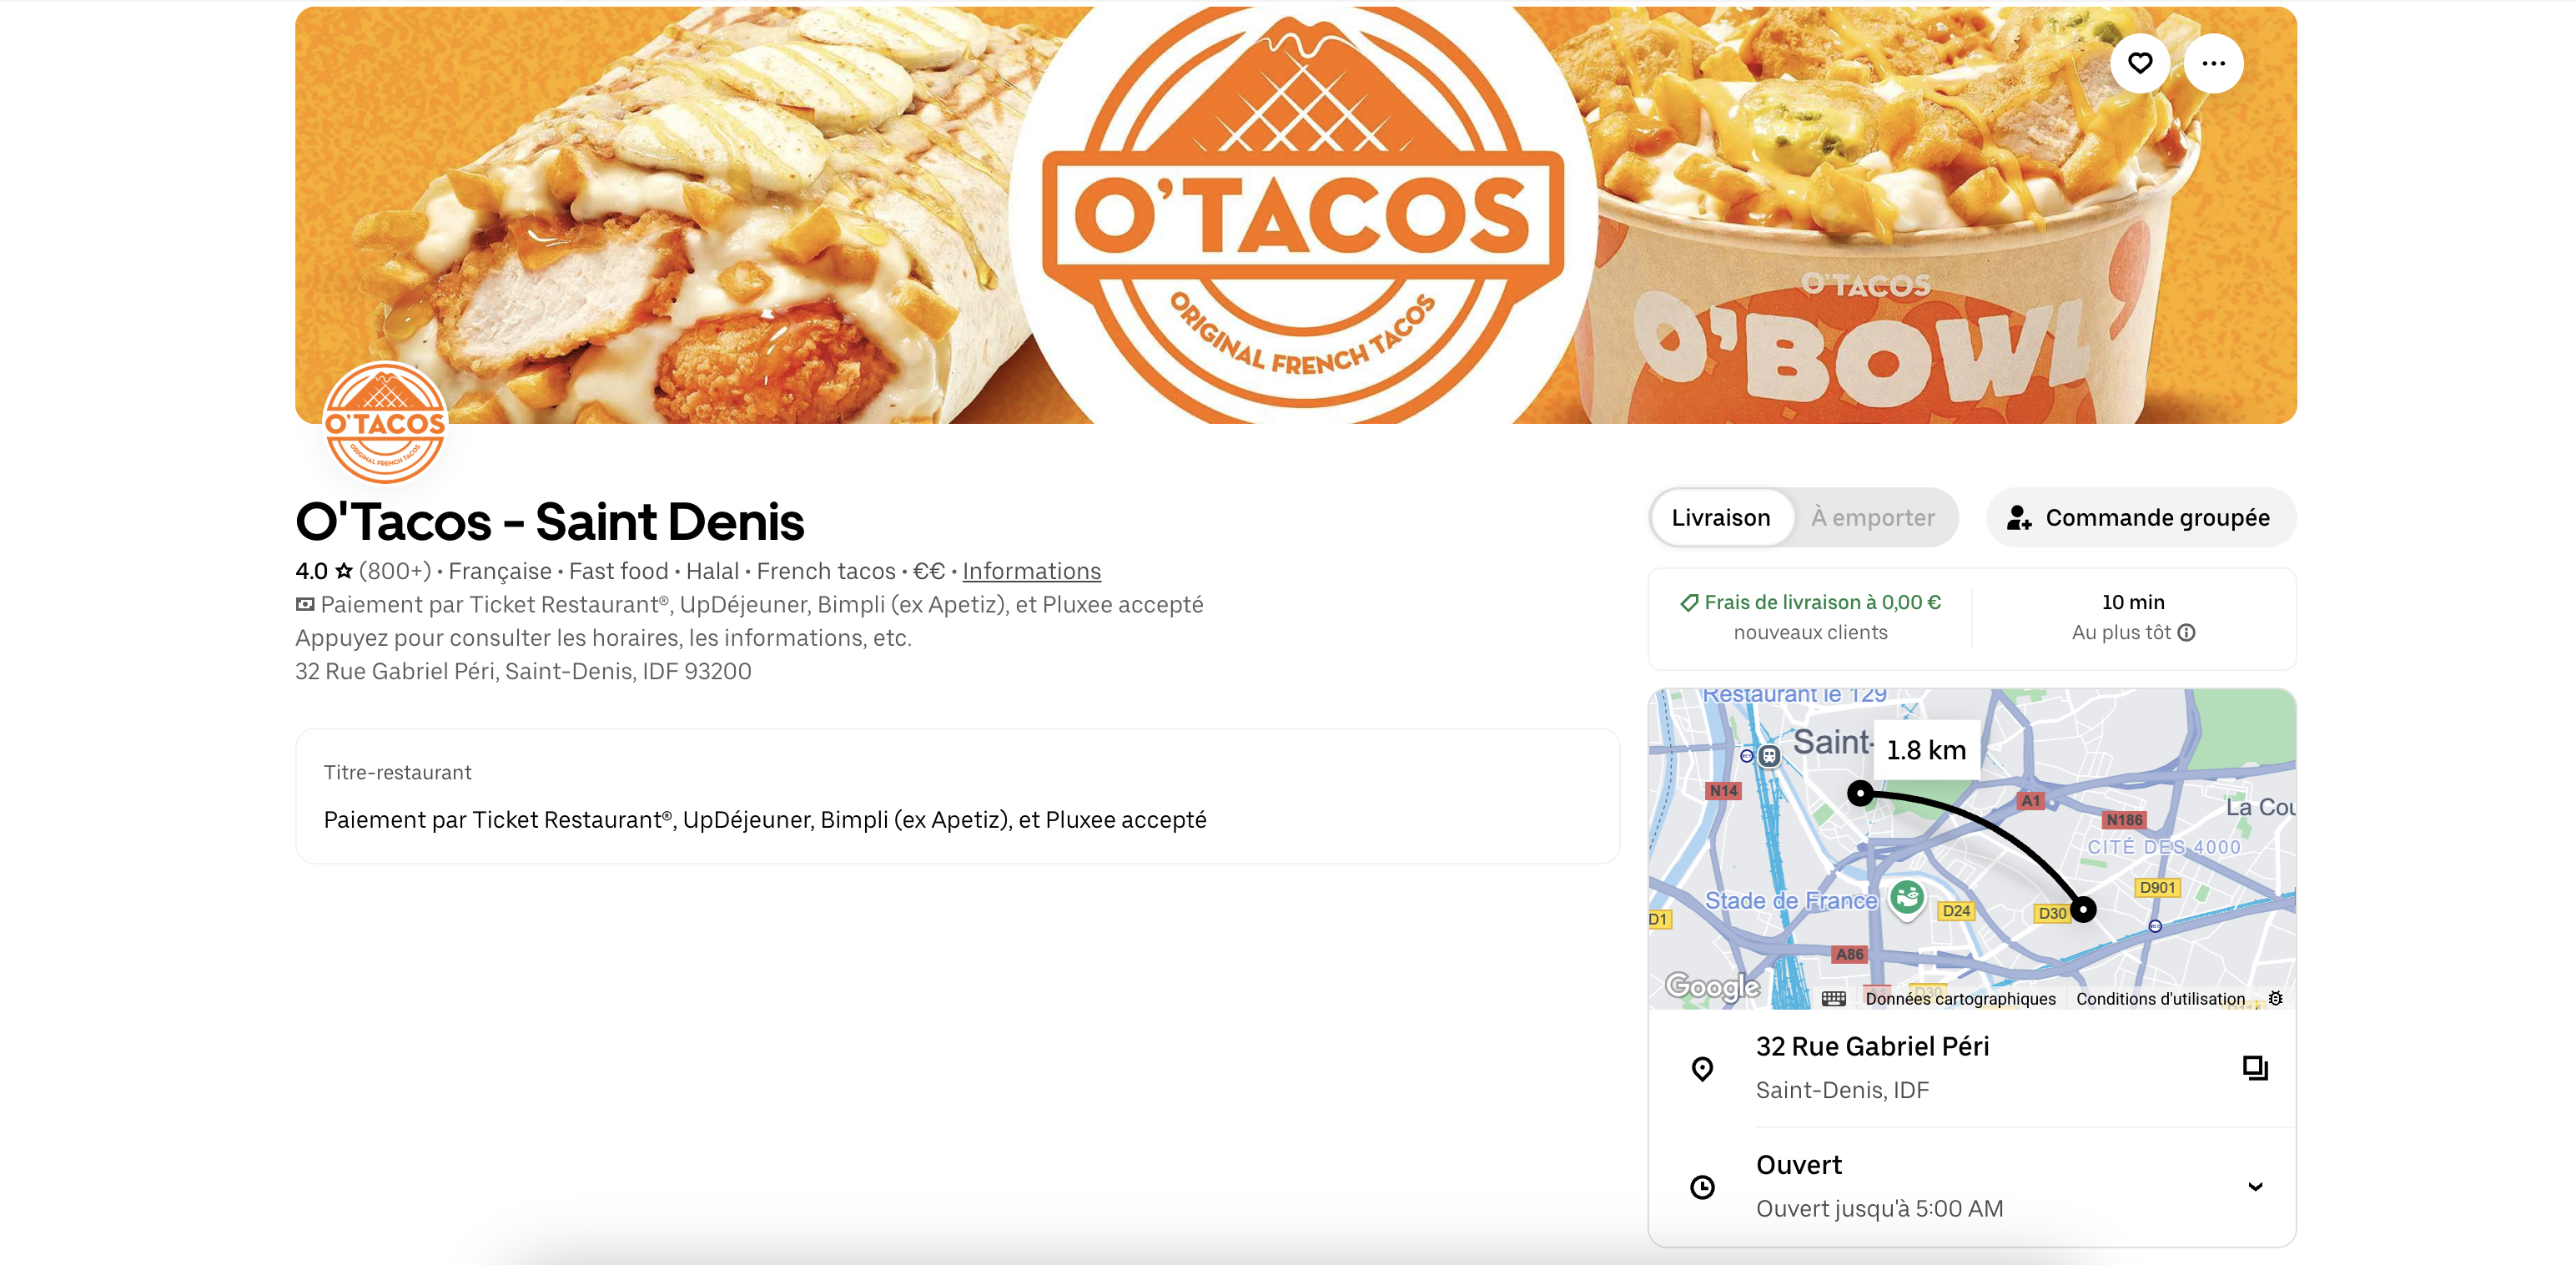 O'TACOS
ORIGINAL FRENCH TACOS
O'TACOS
O'BOWL
O'TACOS
ORIGINAL FRENCH TACOS
O'Tacos - Saint Denis
4.0 (800+) • Française • Fast food • Halal • French tacos • €€ • Informations
Paiement par Ticket Restaurant®, UpDéjeuner, Bimpli (ex Apetiz), et Pluxee accepté
Appuyez pour consulter les horaires, les informations, etc.
32 Rue Gabriel Péri, Saint-Denis, IDF 93200
Titre-restaurant
Paiement par Ticket Restaurant®, UpDéjeuner, Bimpli (ex Apetiz), et Pluxee accepté
Livraison
À emporter
Commande groupée
Frais de livraison à 0,00 €
nouveaux clients
10 min
Au plus tôt
Restaurant le 129
Saint-
1.8 km
N14
A1
N186
La Cou
CITÉ DES 4000
D901
Stade de France
D24
D30
D1
A86
Google
D30
Données cartographiques
Conditions d'utilisation
32 Rue Gabriel Péri
Saint-Denis, IDF
Ouvert
Ouvert jusqu'à 5:00 AM